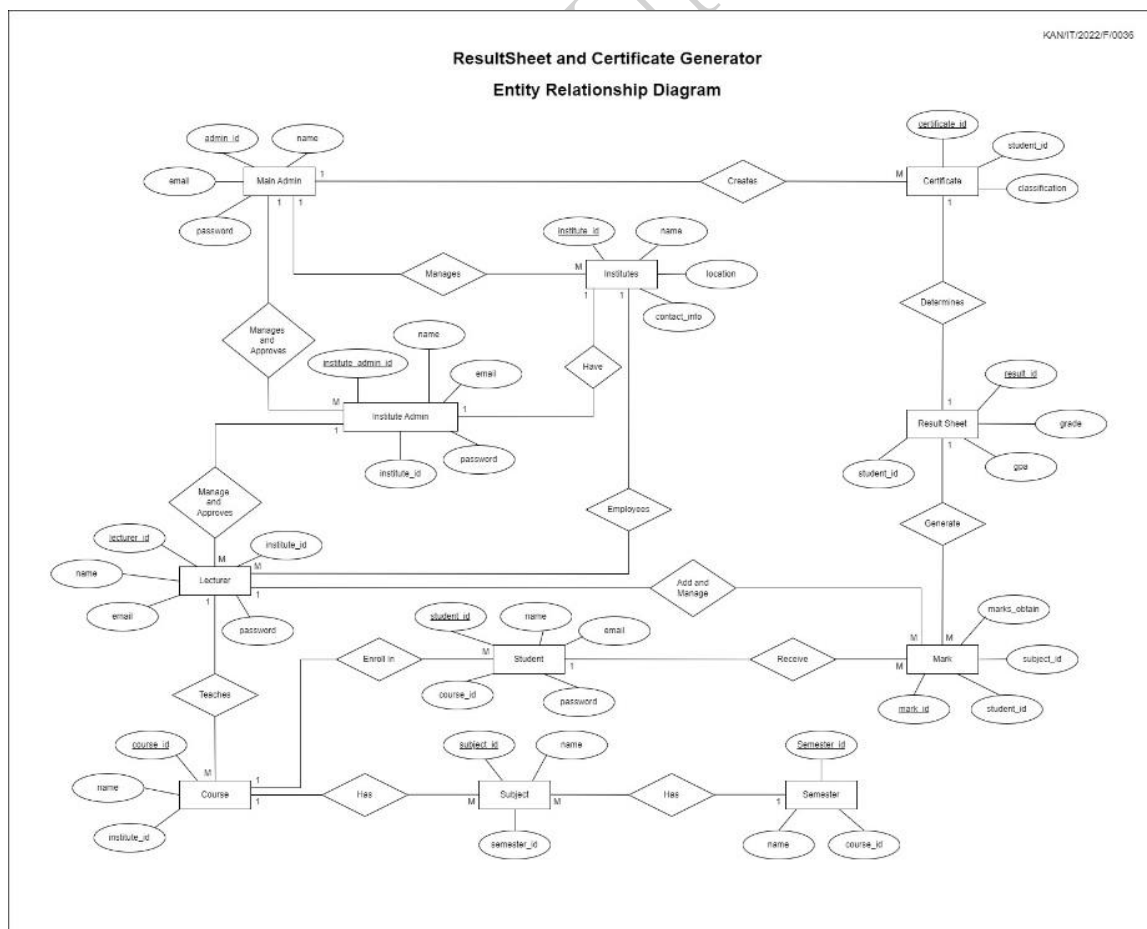 KAN/IT/2022/F/0036
ResultSheet and Certificate Generator
Entity Relationship Diagram
admin_id
name
email
Main Admin
password
1
1
1
Creates
M
certificate_id
student_id
Certificate
classification
1
Manages
M
institute_id
name
Institutes
location
contact_info
1
1
Manages
and
Approves
M
Determines
Have
institute_admin_id
name
email
Institute Admin
1
1
institute_id
password
1
result_id
Result Sheet
grade
student_id
gpa
1
Manage
and
Approves
M
Employees
M
Generate
M
lecturer_id
institute_id
name
Lecturer
email
password
1
1
Add and
Manage
M
marks_obtain
Mark
subject_id
mark_id
student_id
Enroll In
M
student_id
name
email
Student
course_id
password
1
Receive
M
Teaches
M
course_id
name
Course
institute_id
1
1
Has
M
subject_id
name
Subject
semester_id
M
Has
1
Semester_id
Semester
name
course_id